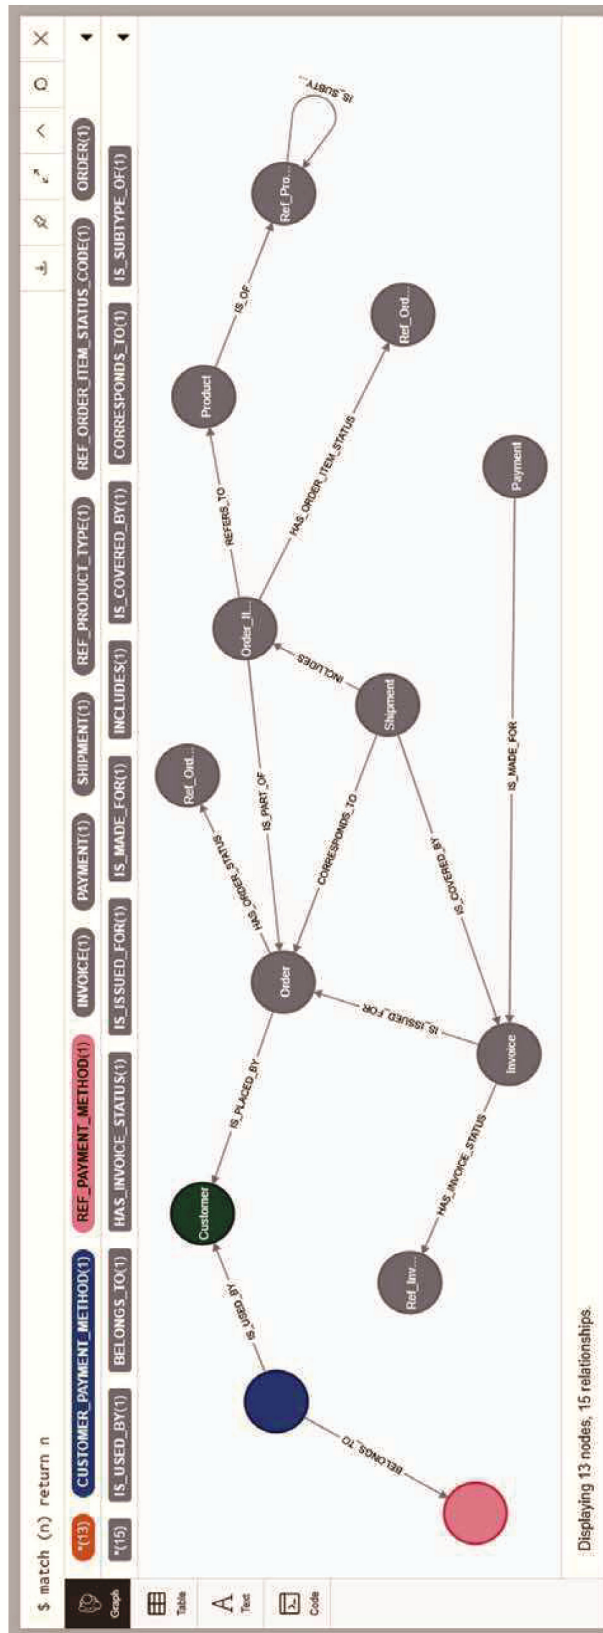 $ match (n) return n
*(13) CUSTOMER_PAYMENT_METHOD(1) REF_PAYMENT_METHOD(1) INVOICE(1) PAYMENT(1) SHIPMENT(1) REF_PRODUCT_TYPE(1) REF_ORDER_ITEM_STATUS_CODE(1) ORDER(1)
*(15) IS_USED_BY(1) BELONGS_TO(1) HAS_INVOICE_STATUS(1) IS_ISSUED_FOR(1) IS_MADE_FOR(1) INCLUDES(1) IS_COVERED_BY(1) CORRESPONDS_TO(1) IS_SUBTYPE_OF(1)
Graph
Table
Text
Code
Customer
IS_USED_BY
BELONGS_TO
IS_PLACED_BY
Order
HAS_ORDER_STATUS
Ref_Ord...
IS_PART_OF
Order_It...
REFERS_TO
Product
IS_OF
Ref_Pro...
IS_SUBTY...
HAS_ORDER_ITEM_STATUS
Ref_Ord...
INCLUDES
Shipment
CORRESPONDS_TO
IS_COVERED_BY
IS_ISSUED_FOR
Invoice
HAS_INVOICE_STATUS
Ref_Inv...
IS_MADE_FOR
Payment
Displaying 13 nodes, 15 relationships.